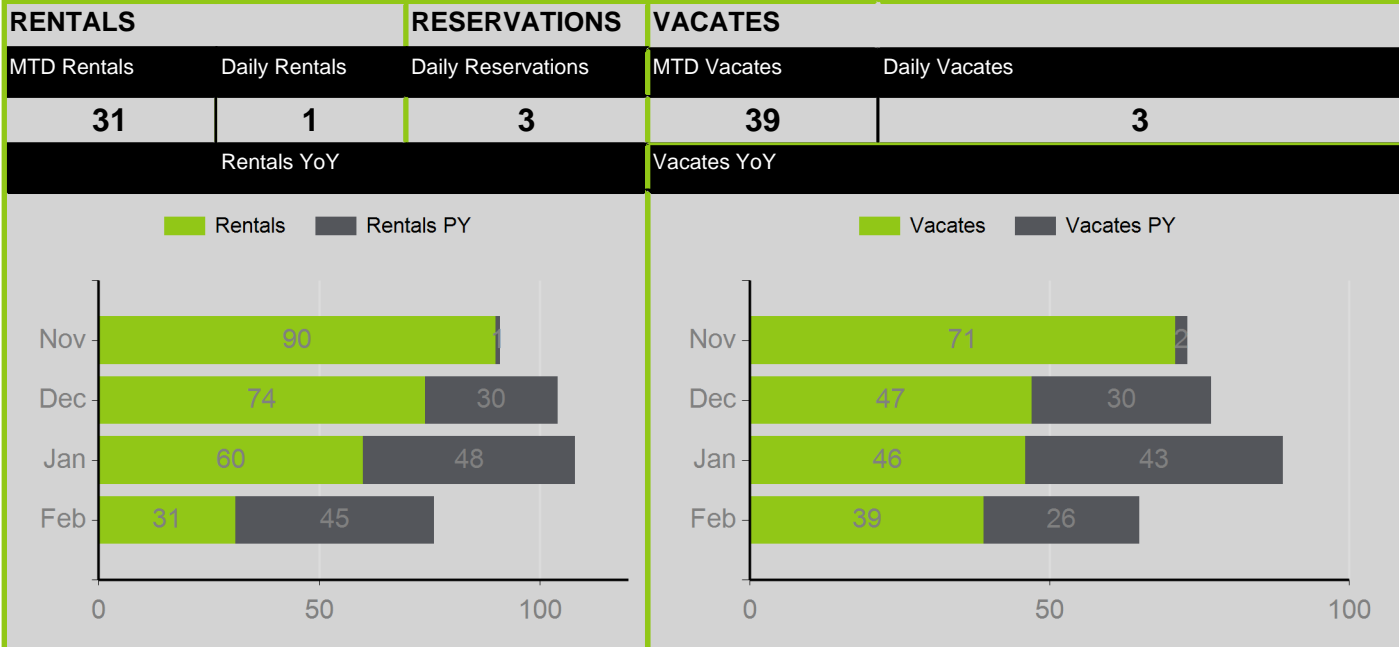 RENTALS RESERVATIONS VACATES
MTD Rentals Daily Rentals Daily Reservations MTD Vacates Daily Vacates
31 1 3 39 3
Rentals YoY Vacates YoY
Rentals Rentals PY
Nov 90 1
Dec 74 30
Jan 60 48
Feb 31 45
0 50 100
Vacates Vacates PY
Nov 71 2
Dec 47 30
Jan 46 43
Feb 39 26
0 50 100